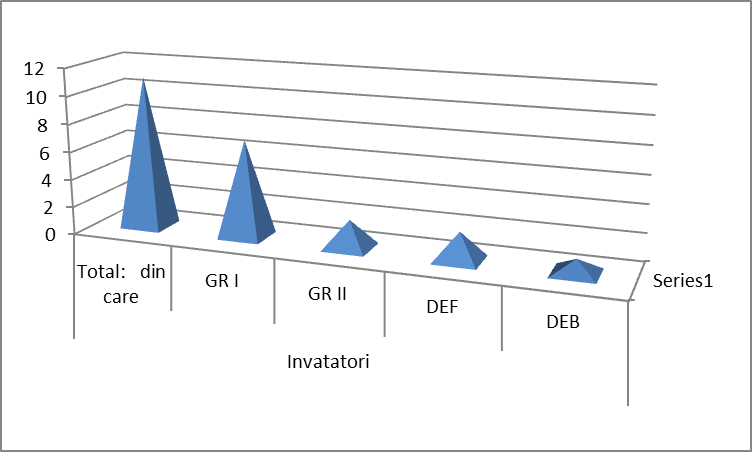 12
10
8
6
4
2
0
Total: din
care
GR I
GR II
DEF
DEB
Series1
Invatatori